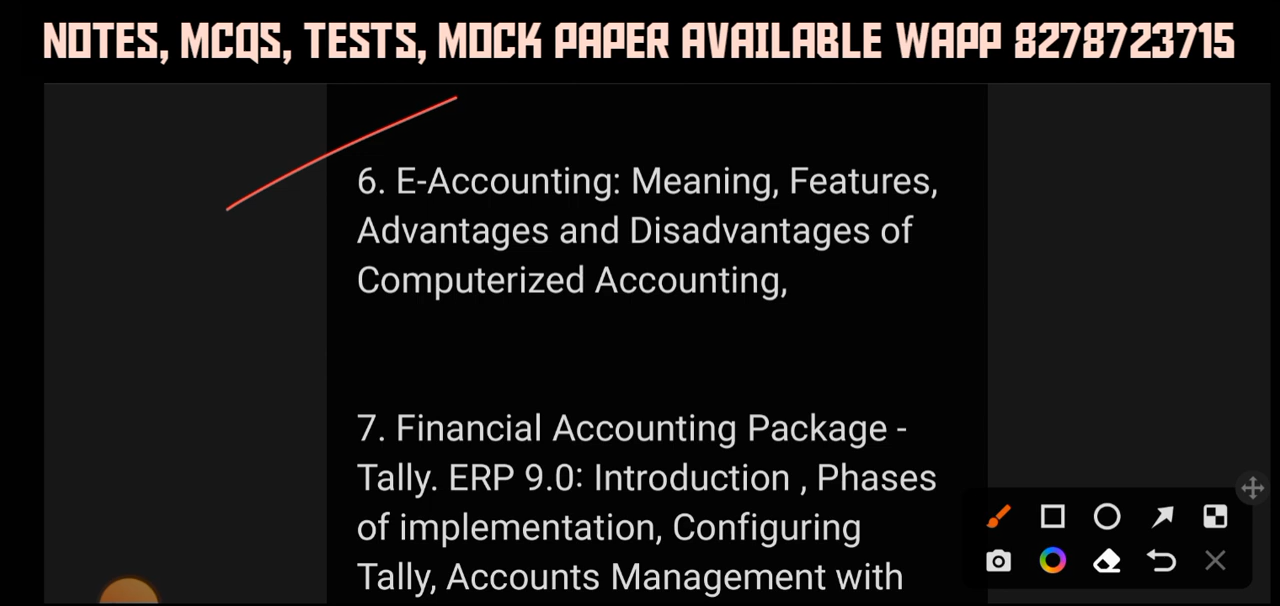 NOTES, MCQS, TESTS, MOCK PAPER AVAILABLE WAPP 8278723715
6. E-Accounting: Meaning, Features,
Advantages and Disadvantages of
Computerized Accounting,
7. Financial Accounting Package -
Tally. ERP 9.0: Introduction , Phases
of implementation, Configuring
Tally, Accounts Management with